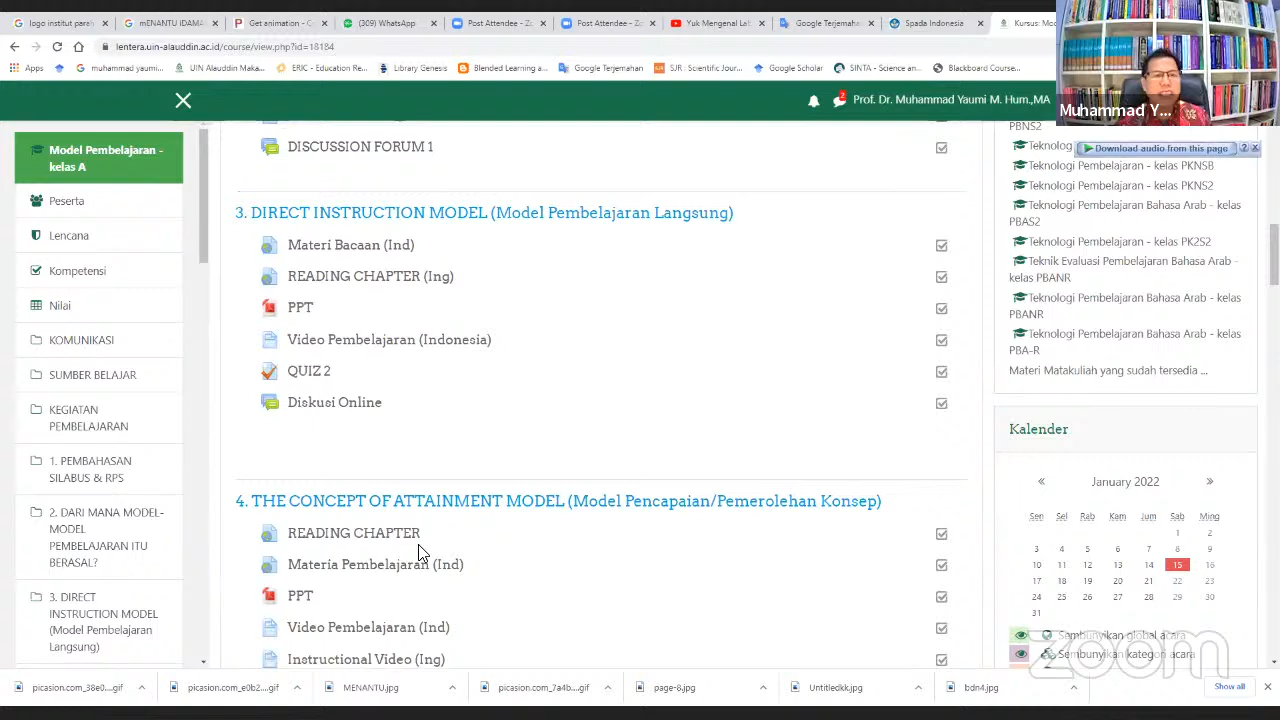 logo institut paramad
mENANTU IDAMA
Get animation - C
(309) WhatsApp
Post Attendee - Zo
Post Attendee - Zo
Yuk Mengenal Lab
Google Terjemahan
Spada Indonesia
Kursus: Mod
lentera.uin-alauddin.ac.id/course/view.php?id=18184
Apps
muhammad yaumi...
UIN Alauddin Maka...
ERIC - Education Re...
Library Genesis
Blended Learning a...
Google Terjemahan
SJR : Scientific Jour...
Google Scholar
SINTA - Science an...
Blackboard Course...
2
Prof. Dr. Muhammad Yaumi M. Hum.,MA
Muhammad Y...
Download audio from this page
? X
Model Pembelajaran -
kelas A
Peserta
Lencana
Kompetensi
Nilai
KOMUNIKASI
SUMBER BELAJAR
KEGIATAN
PEMBELAJARAN
1. PEMBAHASAN
SILABUS & RPS
2. DARI MANA MODEL-
MODEL
PEMBELAJARAN ITU
BERASAL?
3. DIRECT
INSTRUCTION MODEL
(Model Pembelajaran
Langsung)
DISCUSSION FORUM 1
3. DIRECT INSTRUCTION MODEL (Model Pembelajaran Langsung)
Materi Bacaan (Ind)
READING CHAPTER (Ing)
PPT
Video Pembelajaran (Indonesia)
QUIZ 2
Diskusi Online
4. THE CONCEPT OF ATTAINMENT MODEL (Model Pencapaian/Pemerolehan Konsep)
READING CHAPTER
Materia Pembelajaran (Ind)
PPT
Video Pembelajaran (Ind)
Instructional Video (Ing)
PBNS2
Teknolog
Teknologi Pembelajaran - kelas PKNSB
Teknologi Pembelajaran - kelas PKNS2
Teknologi Pembelajaran Bahasa Arab - kelas
PBAS2
Teknologi Pembelajaran - kelas PK2S2
Teknik Evaluasi Pembelajaran Bahasa Arab -
kelas PBANR
Teknologi Pembelajaran Bahasa Arab - kelas
PBANR
Teknologi Pembelajaran Bahasa Arab - kelas
PBA-R
Materi Matakuliah yang sudah tersedia ...
Kalender
« January 2022 »
Sen Sel Rab Kam Jum Sab Ming
1 2
3 4 5 6 7 8 9
10 11 12 13 14 15 16
17 18 19 20 21 22 23
24 25 26 27 28 29 30
31
Sembunyikan global acara
Sembunyikan kategori acara
zoom
picasion.com_38e0....gif
picasion.com_e0b2....gif
MENANTU.jpg
picasion.com_7a4b....gif
page-8.jpg
Untitledkk.jpg
bdn4.jpg
Show all